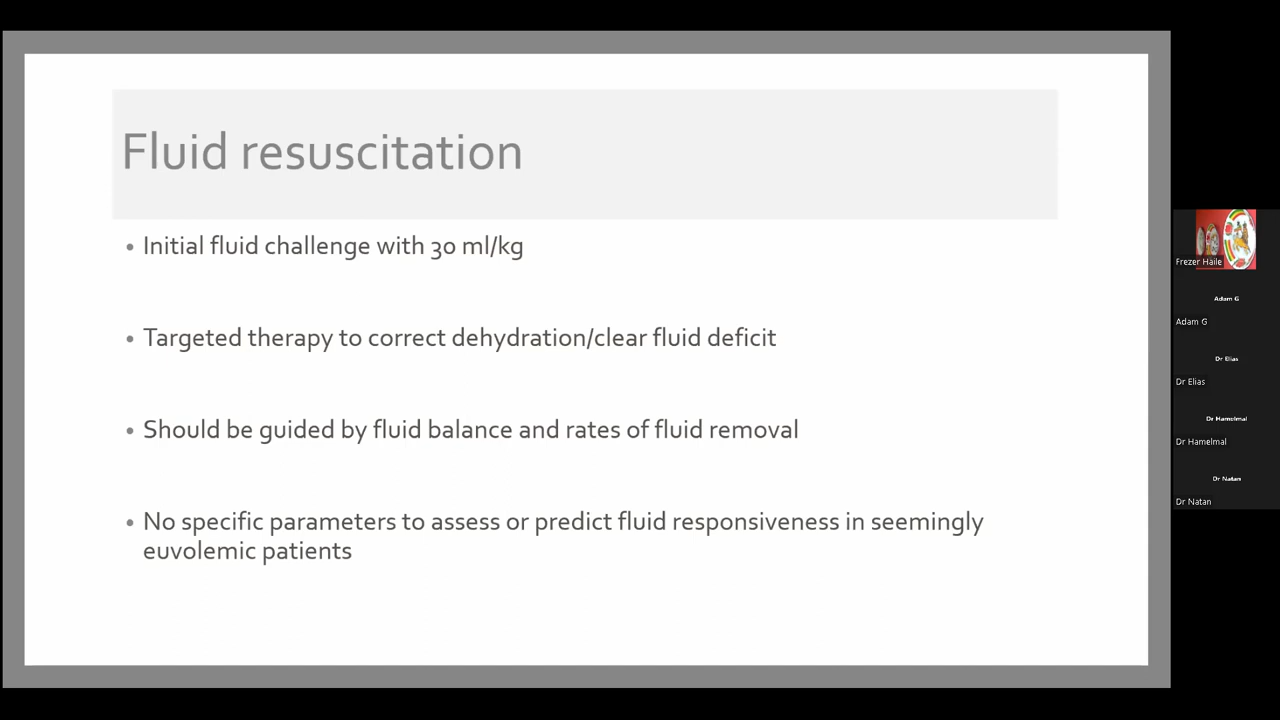 Fluid resuscitation
• Initial fluid challenge with 30 ml/kg
• Targeted therapy to correct dehydration/clear fluid deficit
• Should be guided by fluid balance and rates of fluid removal
• No specific parameters to assess or predict fluid responsiveness in seemingly
euvolemic patients
Frezer Haile
Adam G
Adam G
Dr Elias
Dr Elias
Dr Hamelmal
Dr Hamelmal
Dr Natan
Dr Natan